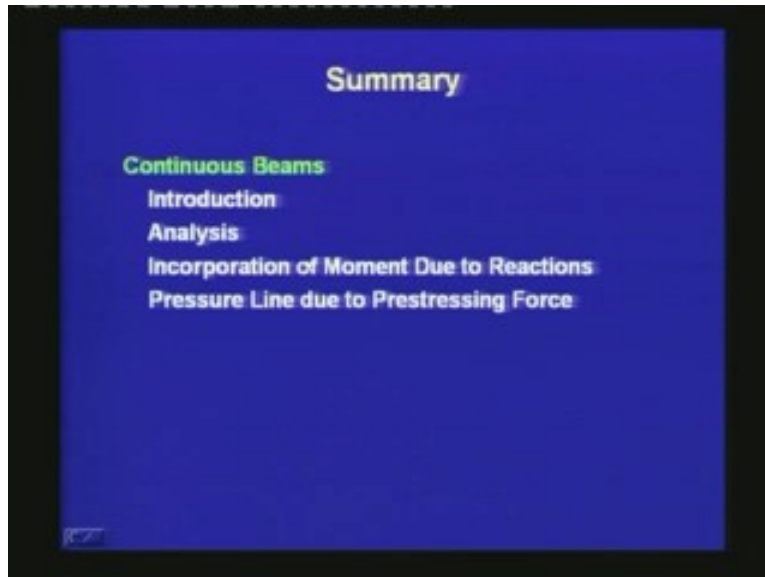 Summary
Continuous Beams
Introduction
Analysis
Incorporation of Moment Due to Reactions
Pressure Line due to Prestressing Force